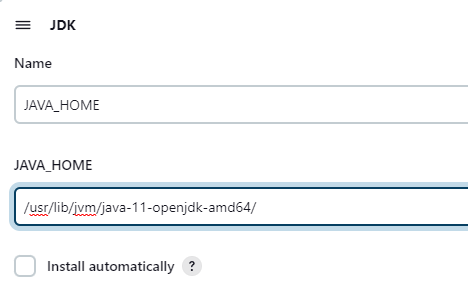 JDK
Name
JAVA_HOME
JAVA_HOME
/usr/lib/jvm/java-11-openjdk-amd64/
Install automatically ?